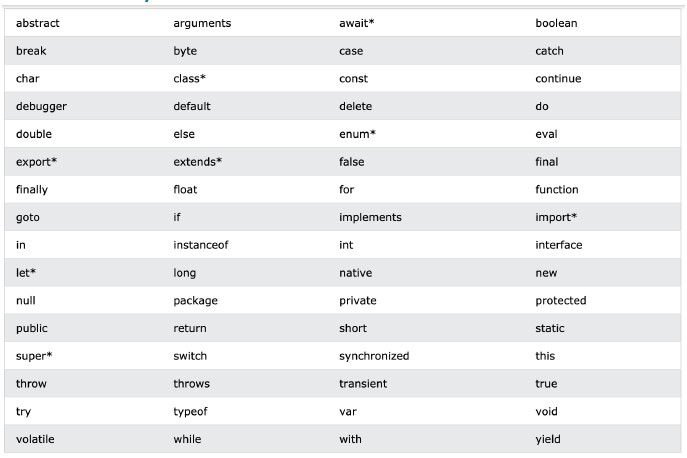 abstract arguments await* boolean
break byte case catch
char class* const continue
debugger default delete do
double else enum* eval
export* extends* false final
finally float for function
goto if implements import*
in instanceof int interface
let* long native new
null package private protected
public return short static
super* switch synchronized this
throw throws transient true
try typeof var void
volatile while with yield